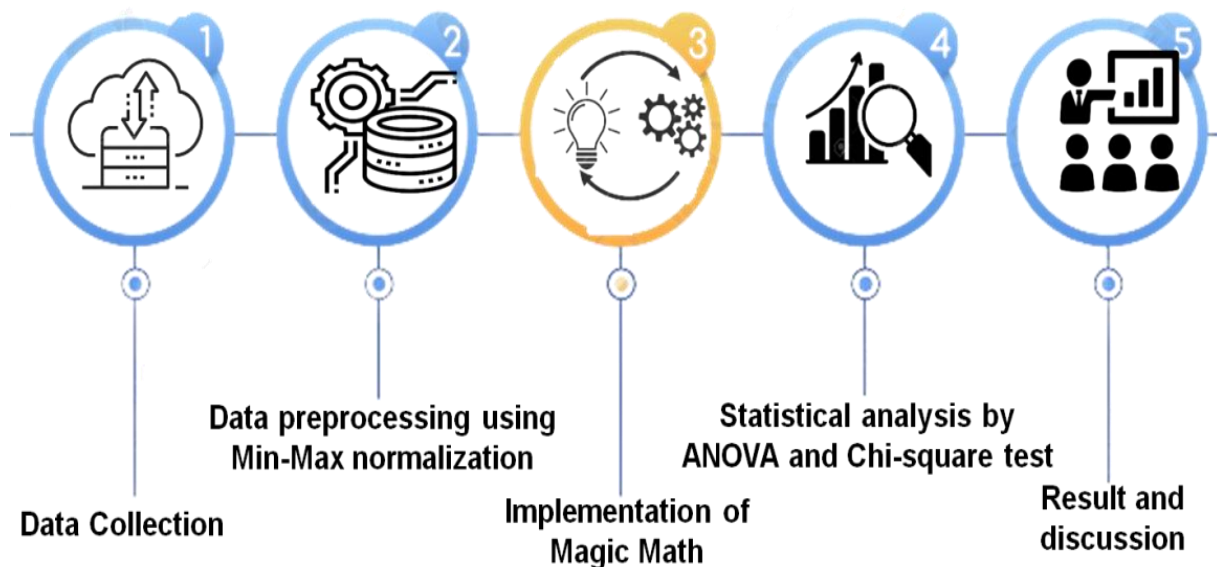 1
2
3
4
5
Data Collection
Data preprocessing using
Min-Max normalization
Implementation of
Magic Math
Statistical analysis by
ANOVA and Chi-square test
Result and
discussion